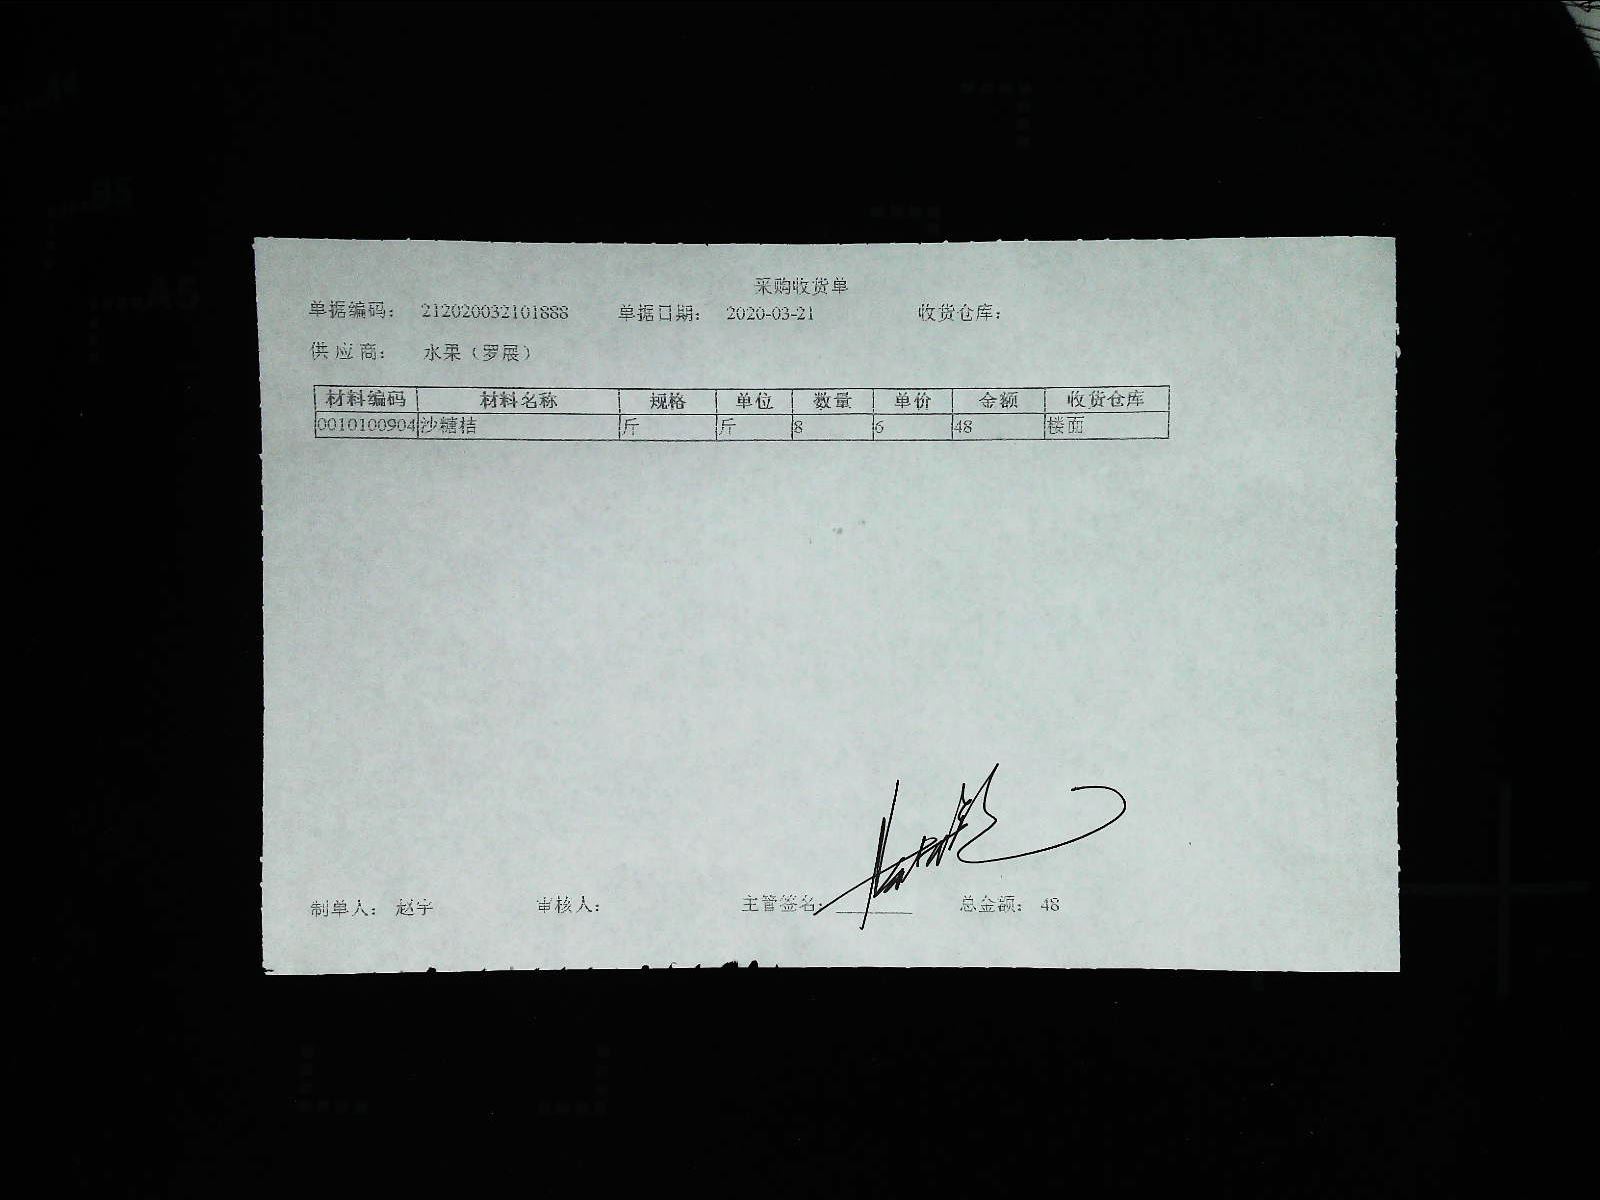 采购收货单
单据编码： 212020032101888 单据日期： 2020-03-21 收货仓库：
供 应 商： 水果（罗展）
材料编码 材料名称 规格 单位 数量 单价 金额 收货仓库
0010100904 沙糖桔 斤 斤 8 6 48 楼面
制单人： 赵宇 审核人： 主管签名： 总金额： 48